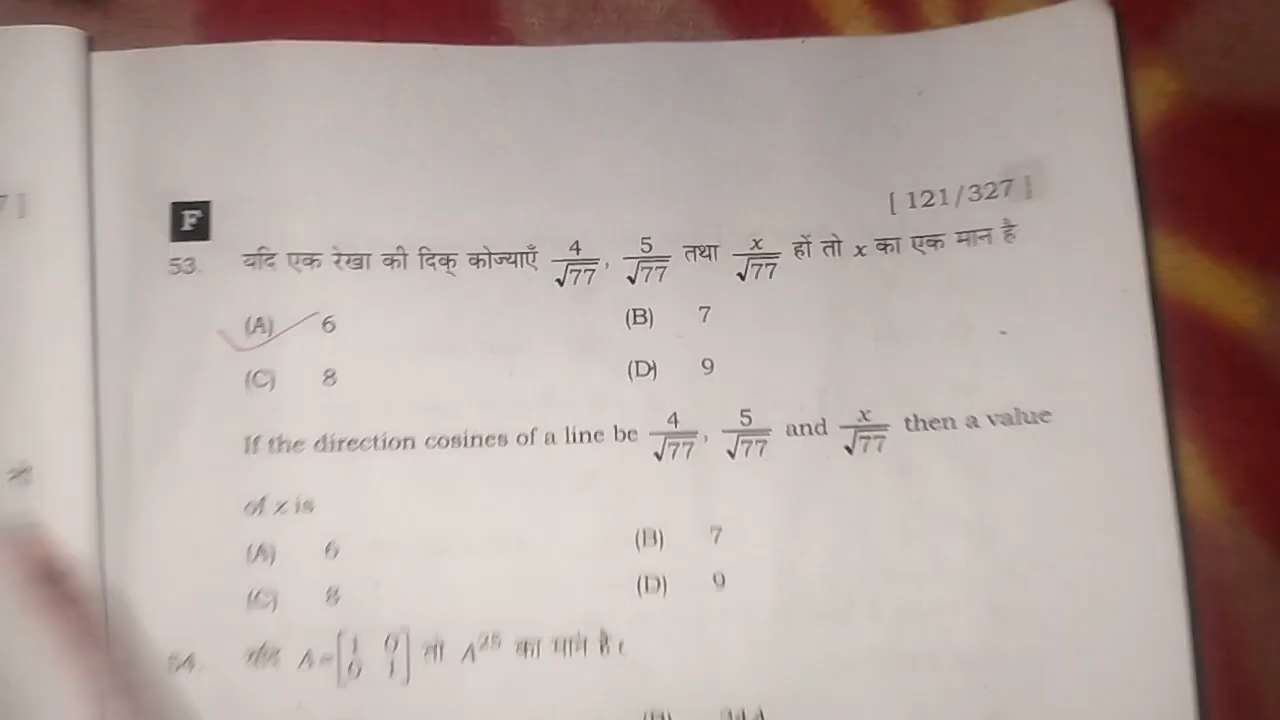 7 ]
[ 121/327 ]
F
53. यदि एक रेखा की दिक् कोज्याएँ 4/√77, 5/√77 तथा x/√77 हों तो x का एक मान है
(A) 6 (B) 7
(C) 8 (D) 9
If the direction cosines of a line be 4/√77, 5/√77 and x/√77 then a value
of x is
(A) 6 (B) 7
(C) 8 (D) 9
54. यदि A = [1 0
0 1] तो A का मान है